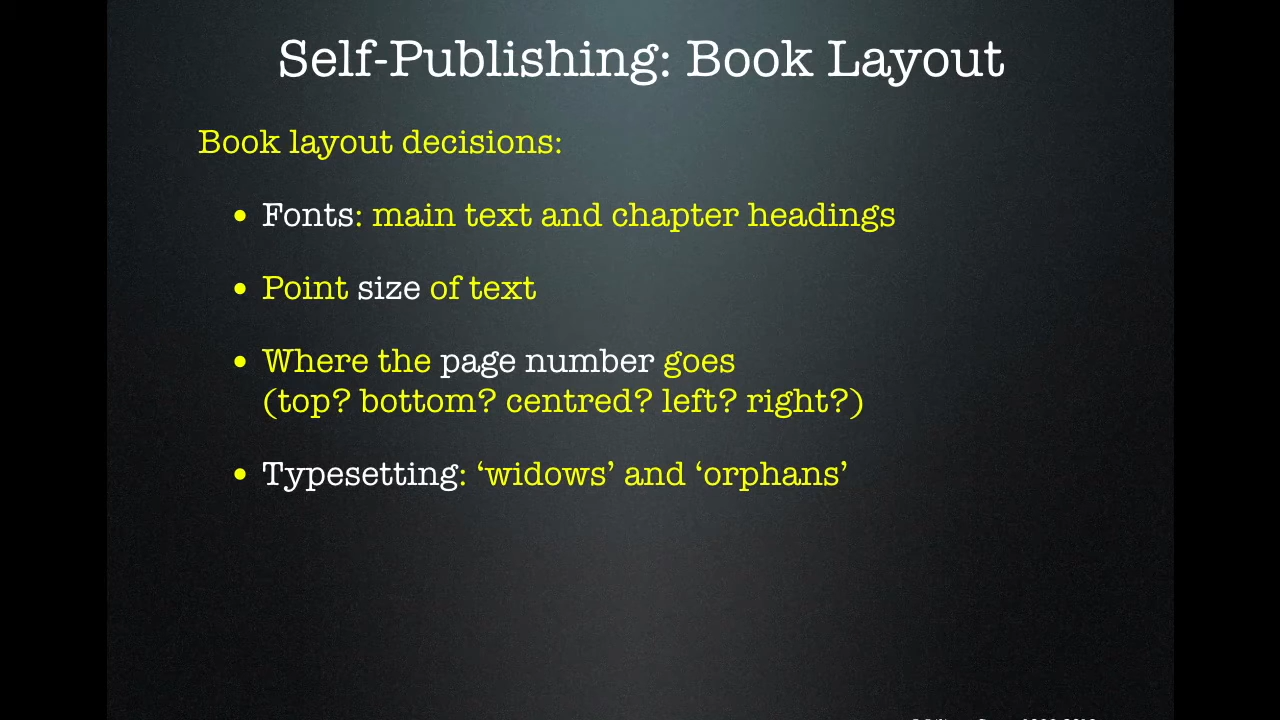 Self-Publishing: Book Layout
Book layout decisions:
• Fonts: main text and chapter headings
• Point size of text
• Where the page number goes
(top? bottom? centred? left? right?)
• Typesetting: ‘widows’ and ‘orphans’